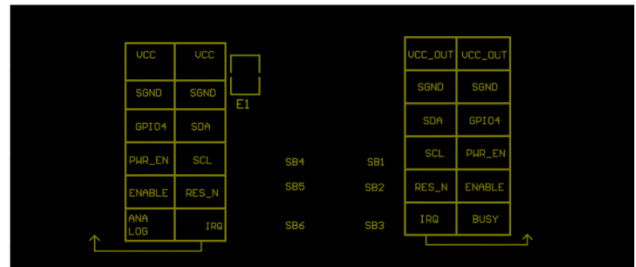 VCC VCC
SGND SGND
E1
GPIO4 SDA
PWR_EN SCL
ENABLE RES_N
ANA
LOG
IRQ
SB4 SB1
SB5 SB2
SB6 SB3
VCC_OUT VCC_OUT
SGND SGND
SDA GPIO4
SCL PWR_EN
RES_N ENABLE
IRQ BUSY